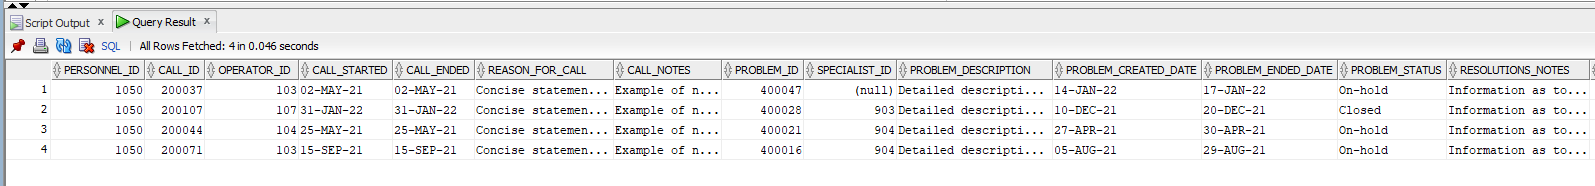 Script Output x Query Result x
SQL | All Rows Fetched: 4 in 0.046 seconds
PERSONNEL_ID CALL_ID OPERATOR_ID CALL_STARTED CALL_ENDED REASON_FOR_CALL CALL_NOTES PROBLEM_ID SPECIALIST_ID PROBLEM_DESCRIPTION PROBLEM_CREATED_DATE PROBLEM_ENDED_DATE PROBLEM_STATUS RESOLUTIONS_NOTES
1 1050 200037 103 02-MAY-21 02-MAY-21 Concise statemen... Example of n... 400047 (null) Detailed descripti... 14-JAN-22 17-JAN-22 On-hold Information as to...
2 1050 200107 107 31-JAN-22 31-JAN-22 Concise statemen... Example of n... 400028 903 Detailed descripti... 10-DEC-21 20-DEC-21 Closed Information as to...
3 1050 200044 104 25-MAY-21 25-MAY-21 Concise statemen... Example of n... 400021 904 Detailed descripti... 27-APR-21 30-APR-21 On-hold Information as to...
4 1050 200071 103 15-SEP-21 15-SEP-21 Concise statemen... Example of n... 400016 904 Detailed descripti... 05-AUG-21 29-AUG-21 On-hold Information as to...